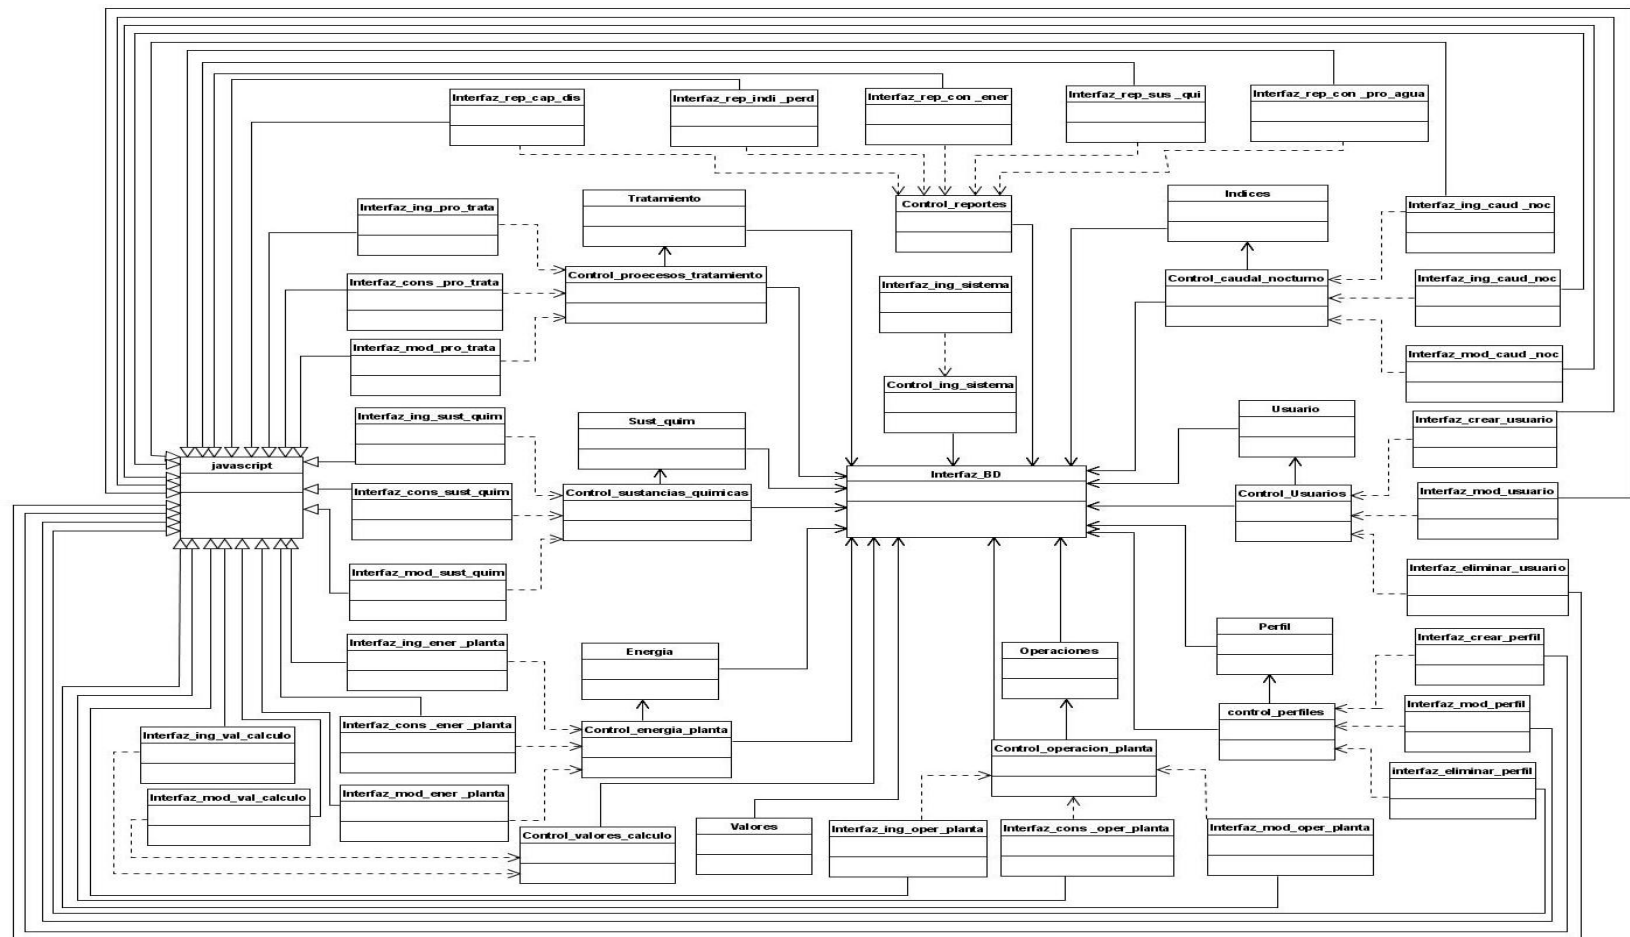 Interfaz_rep_cap_dis
Interfaz_rep_indi _perd
Interfaz_rep_con _ener
Interfaz_rep_sus _qui
Interfaz_rep_con _pro_agua
Interfaz_ing_pro_trata
Tratamiento
Control_reportes
Indices
Interfaz_ing_caud _noc
Interfaz_cons _pro_trata
Control_proecesos_tratamiento
Interfaz_ing_sistema
Control_caudal_nocturno
Interfaz_ing_caud_noc
Interfaz_mod_pro_trata
Control_ing_sistema
Interfaz_mod_caud _noc
Interfaz_ing_sust_quim
Sust_quim
Usuario
Interfaz_crear_usuario
javascript
Interfaz_BD
Interfaz_cons_sust_quim
Control_sustancias_quimicas
Control_Usuarios
Interfaz_mod_usuario
Interfaz_mod_sust_quim
Interfaz_eliminar_usuario
Interfaz_ing_ener _planta
Energia
Operaciones
Perfil
Interfaz_crear_perfil
Interfaz_cons _ener_planta
Control_energia_planta
control_perfiles
Interfaz_mod_perfil
Interfaz_ing_val_calculo
Control_operacion_planta
interfaz_eliminar_perfil
Interfaz_mod_val_calculo
Interfaz_mod_ener _planta
Control_valores_calculo
Valores
Interfaz_ing_oper_planta
Interfaz_cons _oper_planta
Interfaz_mod_oper_planta